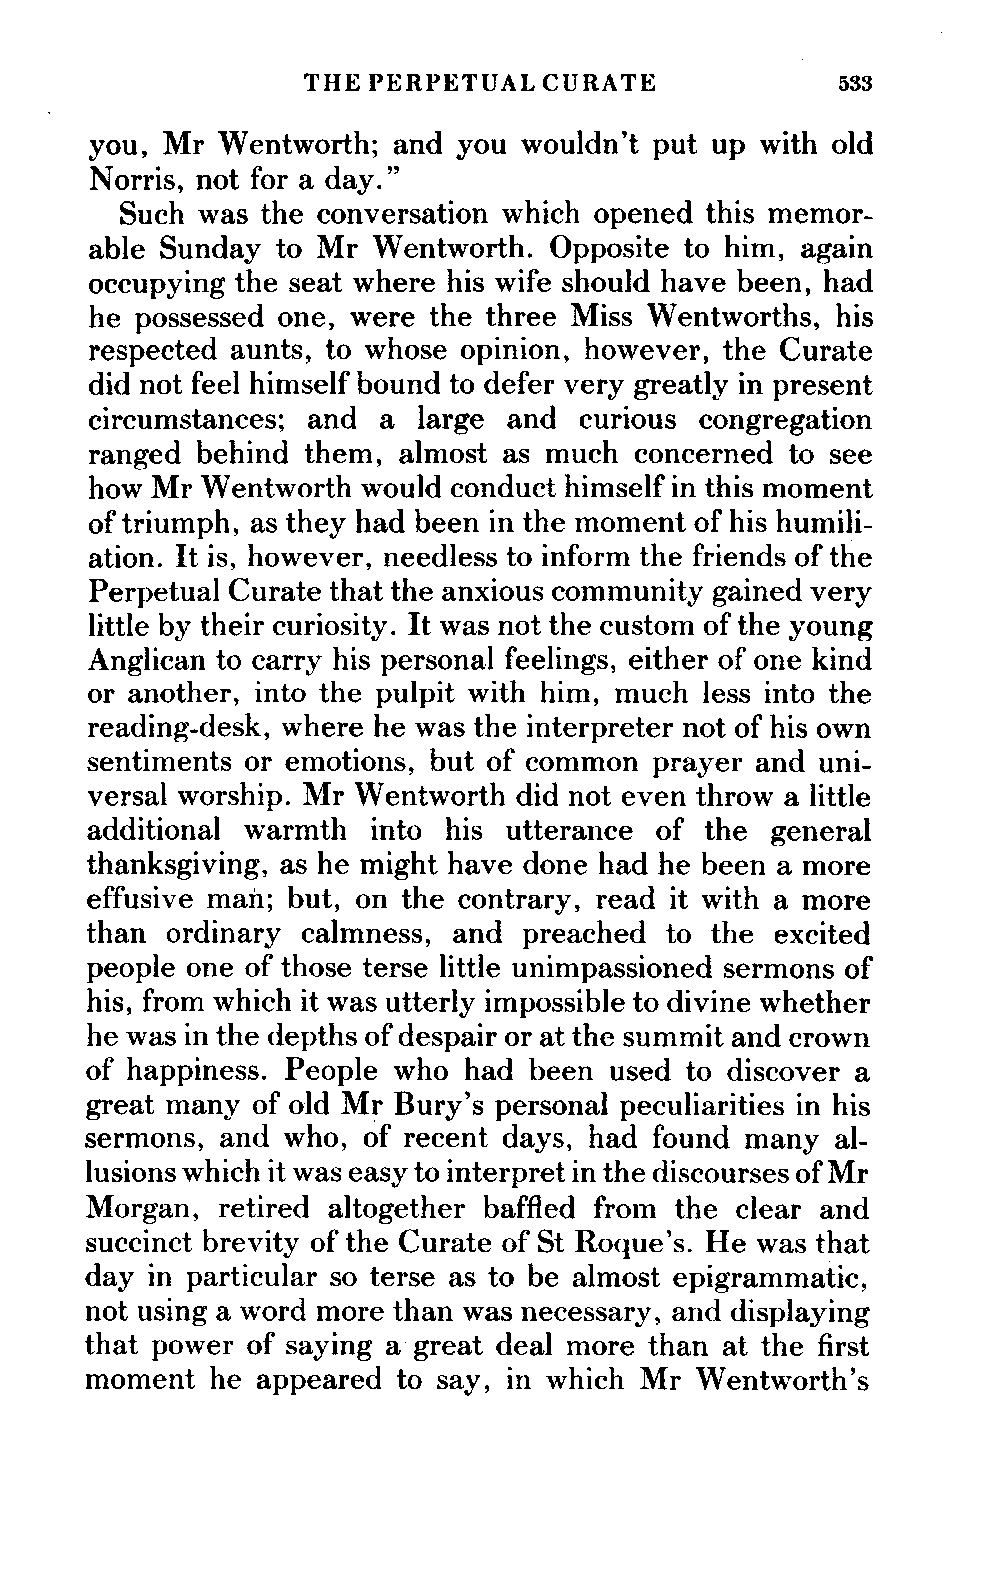 THE PERPETUAL CURATE 533
you, Mr Wentworth; and you wouldn't put up with old
Norris, not for a day."
Such was the conversation which opened this memor-
able Sunday to Mr Wentworth. Opposite to him, again
occupying the seat where his wife should have been, had
he possessed one, were the three Miss Wentworths, his
respected aunts, to whose opinion, however, the Curate
did not feel himself bound to defer very greatly in present
circumstances; and a large and curious congregation
ranged behind them, almost as much concerned to see
how Mr Wentworth would conduct himself in this moment
of triumph, as they had been in the moment of his humili-
ation. It is, however, needless to inform the friends of the
Perpetual Curate that the anxious community gained very
little by their curiosity. It was not the custom of the young
Anglican to carry his personal feelings, either of one kind
or another, into the pulpit with him, much less into the
reading-desk, where he was the interpreter not of his own
sentiments or emotions, but of common prayer and uni-
versal worship. Mr Wentworth did not even throw a little
additional warmth into his utterance of the general
thanksgiving, as he might have done had he been a more
effusive man; but, on the contrary, read it with a more
than ordinary calmness, and preached to the excited
people one of those terse little unimpassioned sermons of
his, from which it was utterly impossible to divine whether
he was in the depths of despair or at the summit and crown
of happiness. People who had been used to discover a
great many of old Mr Bury's personal peculiarities in his
sermons, and who, of recent days, had found many al-
lusions which it was easy to interpret in the discourses of Mr
Morgan, retired altogether baffled from the clear and
succinct brevity of the Curate of St Roque's. He was that
day in particular so terse as to be almost epigrammatic,
not using a word more than was necessary, and displaying
that power of saying a great deal more than at the first
moment he appeared to say, in which Mr Wentworth's